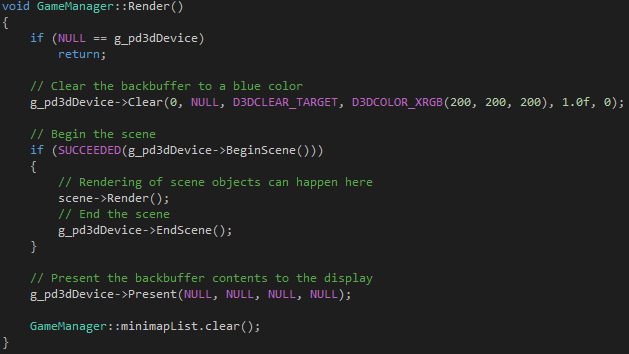 void GameManager::Render()
{
    if (NULL == g_pd3dDevice)
        return;

    // Clear the backbuffer to a blue color
    g_pd3dDevice->Clear(0, NULL, D3DCLEAR_TARGET, D3DCOLOR_XRGB(200, 200, 200), 1.0f, 0);

    // Begin the scene
    if (SUCCEEDED(g_pd3dDevice->BeginScene()))
    {
        // Rendering of scene objects can happen here
        scene->Render();
        // End the scene
        g_pd3dDevice->EndScene();
    }

    // Present the backbuffer contents to the display
    g_pd3dDevice->Present(NULL, NULL, NULL, NULL);

    GameManager::minimapList.clear();
}